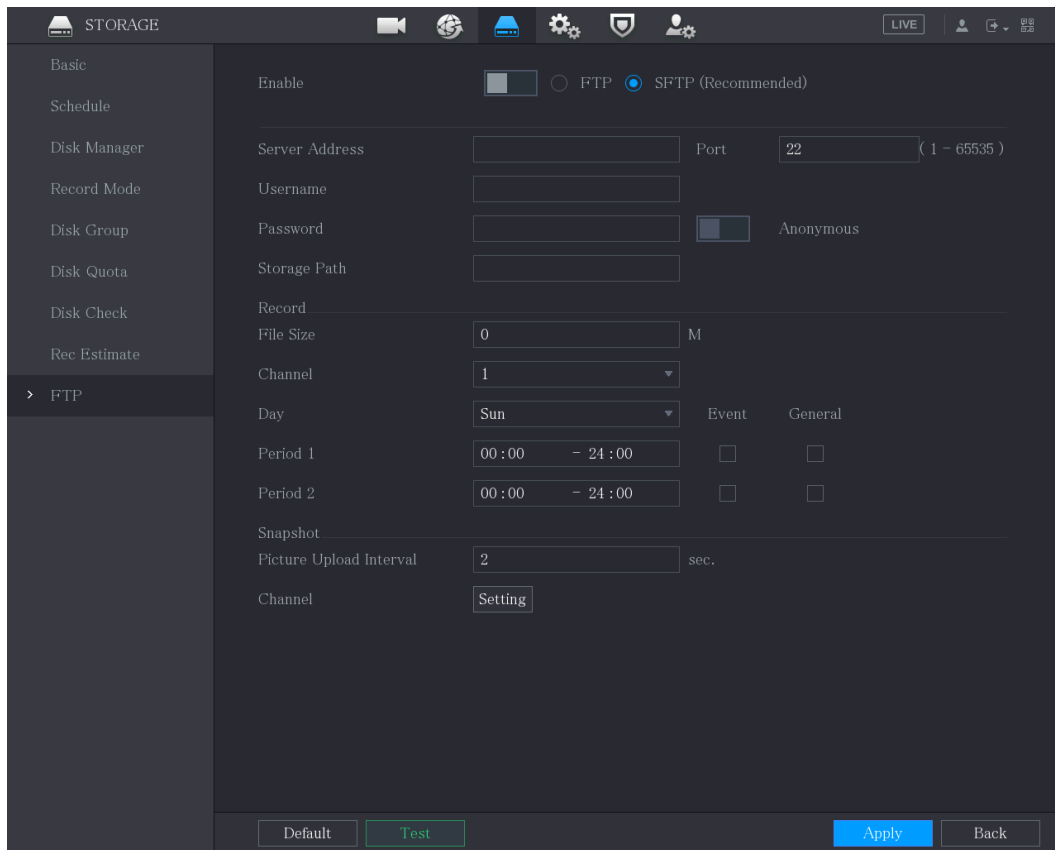 STORAGE LIVE
Basic
Schedule
Disk Manager
Record Mode
Disk Group
Disk Quota
Disk Check
Rec Estimate
FTP
Enable FTP SFTP (Recommended)
Server Address Port 22 ( 1 - 65535 )
Username
Password Anonymous
Storage Path
Record
File Size 0 M
Channel 1
Day Sun Event General
Period 1 00:00 - 24:00
Period 2 00:00 - 24:00
Snapshot
Picture Upload Interval 2 sec.
Channel Setting
Default Test Apply Back